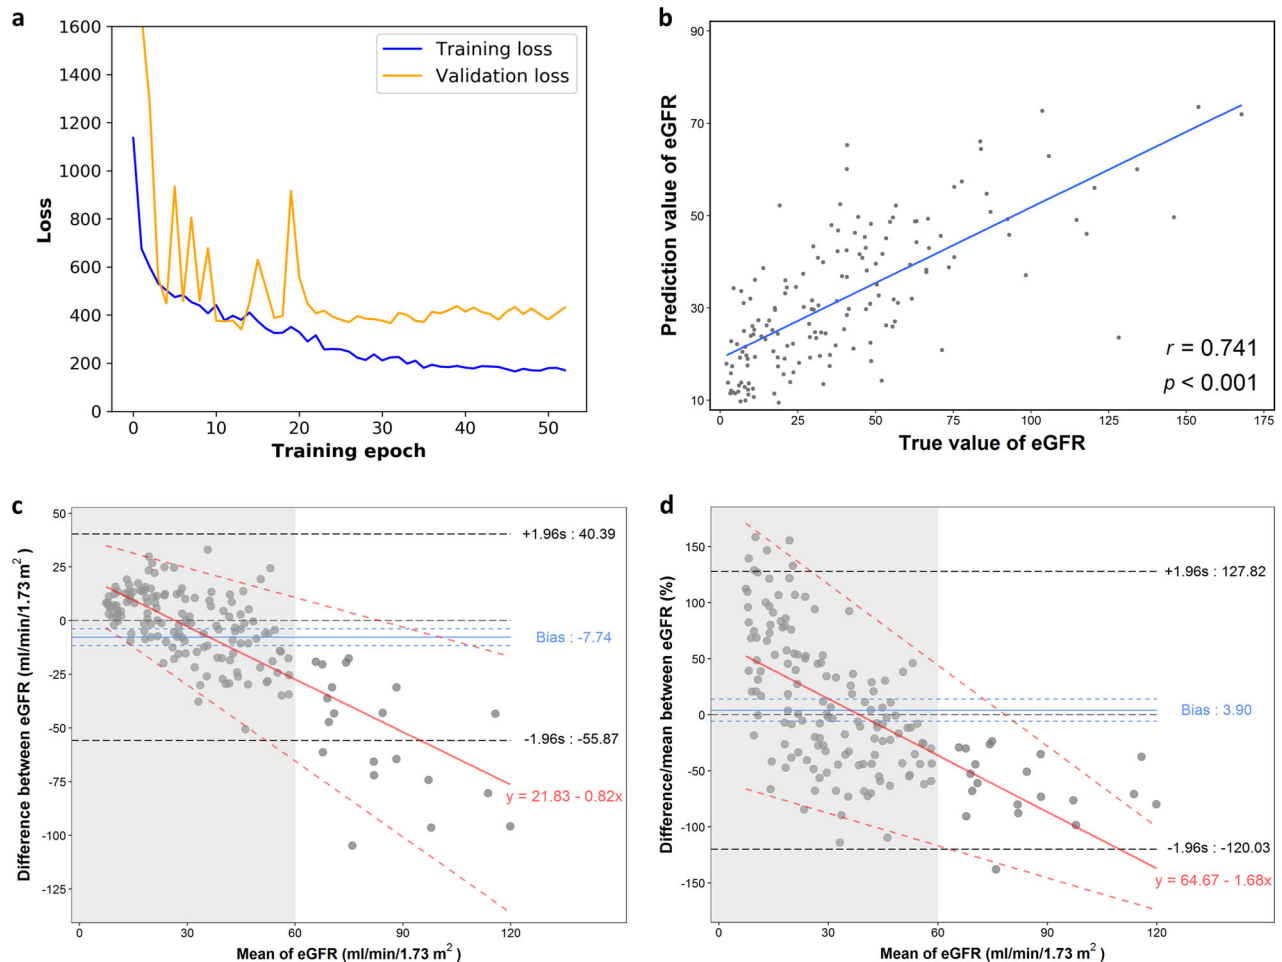 a
1600
1400
1200
1000
800
600
400
200
0
Loss
Training loss
Validation loss
0 10 20 30 40 50
Training epoch
b
90
70
50
30
10
Prediction value of eGFR
r = 0.741
p < 0.001
0 25 50 75 100 125 150 175
True value of eGFR
c
50
25
0
-25
-50
-75
-100
-125
Difference between eGFR (ml/min/1.73 m²)
+1.96s : 40.39
Bias : -7.74
-1.96s : -55.87
y = 21.83 - 0.82x
0 30 60 90 120
Mean of eGFR (ml/min/1.73 m²)
d
150
100
50
0
-50
-100
-150
Difference/mean between eGFR (%)
+1.96s : 127.82
Bias : 3.90
-1.96s : -120.03
y = 64.67 - 1.68x
0 30 60 90 120
Mean of eGFR (ml/min/1.73 m²)